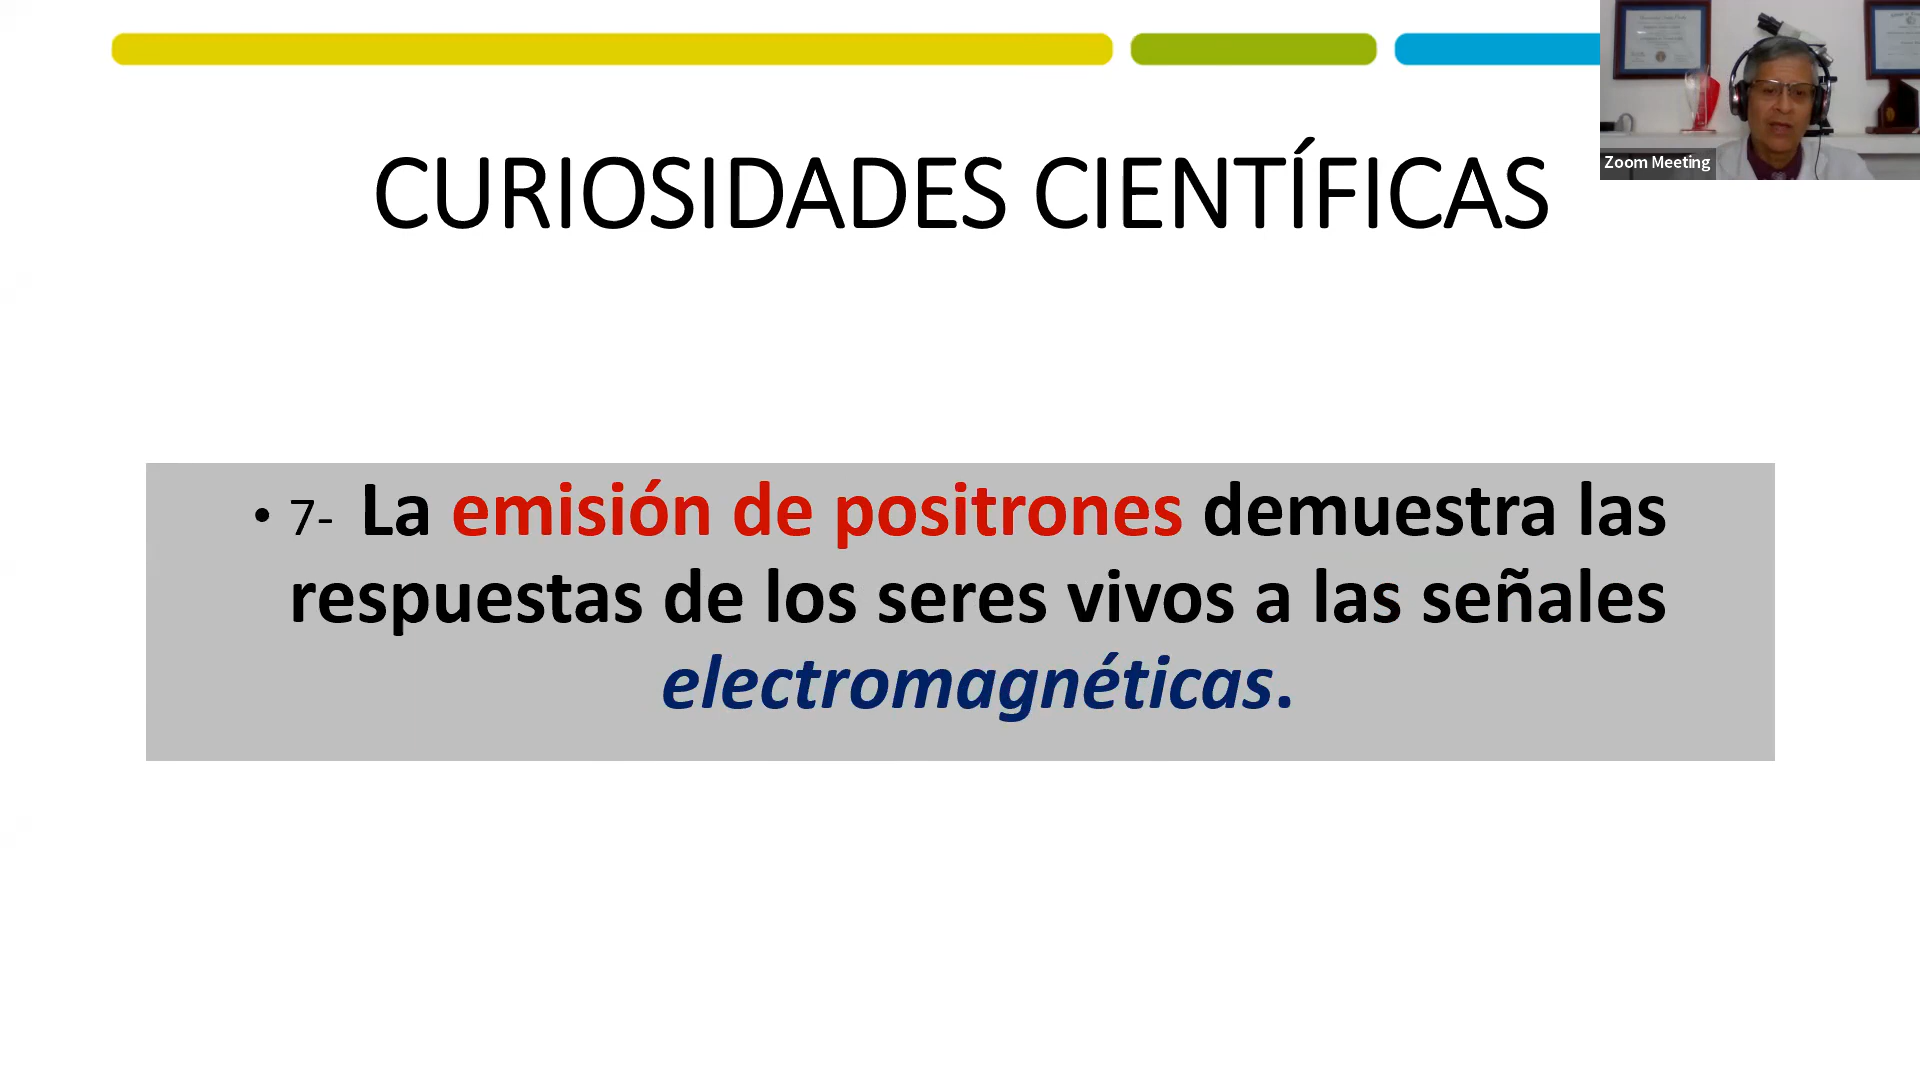 CURIOSIDADES CIENTÍFICAS
Zoom Meeting
• 7- La emisión de positrones demuestra las
respuestas de los seres vivos a las señales
electromagnéticas.